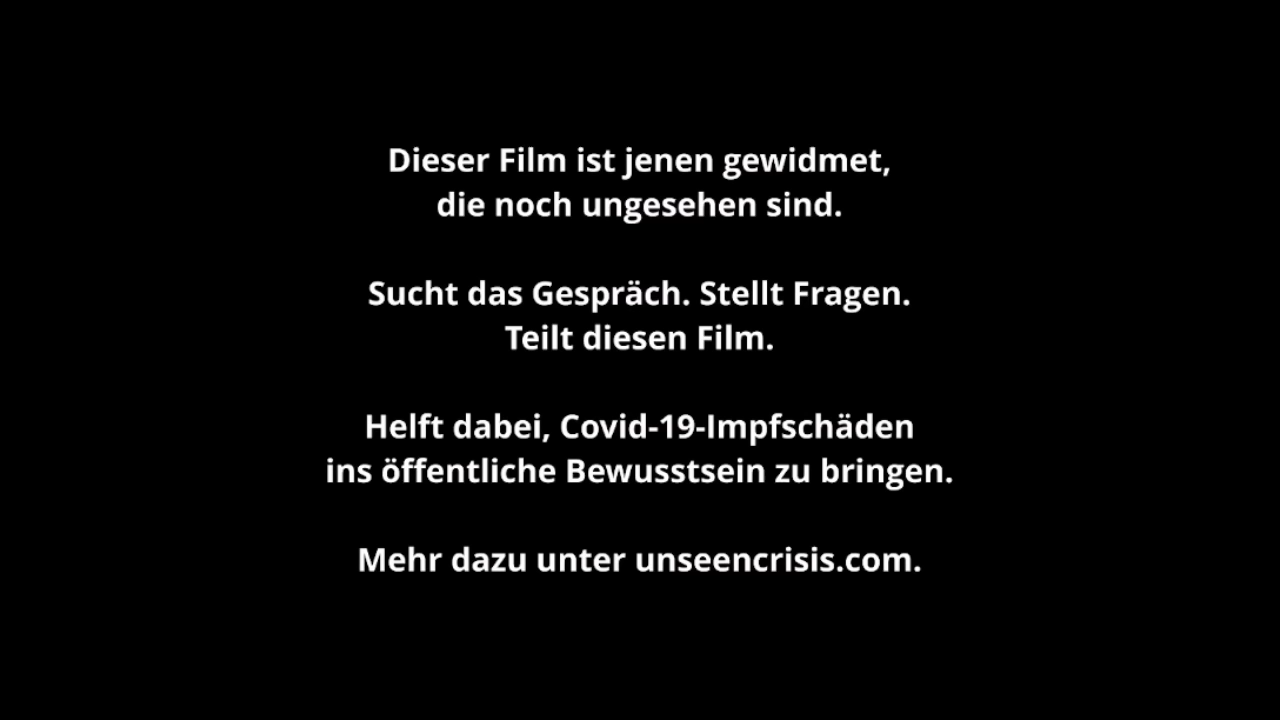 Dieser Film ist jenen gewidmet,
die noch ungesehen sind.
Sucht das Gespräch. Stellt Fragen.
Teilt diesen Film.
Helft dabei, Covid-19-Impfschäden
ins öffentliche Bewusstsein zu bringen.
Mehr dazu unter unseencrisis.com.